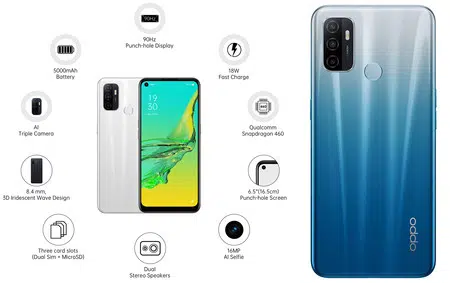 90Hz
Punch-hole Display
5000mAh
Battery
18W
Fast Charge
AI
Triple Camera
19
30
Qualcomm
Snapdragon 460
8.4 mm,
3D Iridescent Wave Design
6.5"(16.5cm)
Punch-hole Screen
Three card slots
(Dual Sim + MicroSD)
Dual
Stereo Speakers
16MP
AI Selfie
oppo